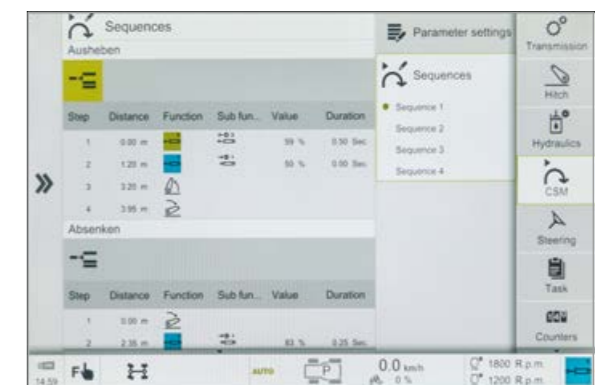 Sequences
Ausheben
Step Distance Function Sub fun... Value Duration
1 0.00 m 99 % 0.50 Sec.
2 1.20 m 50 % 0.00 Sec.
3 3.20 m
4 3.95 m
Absenken
Step Distance Function Sub fun... Value Duration
1 0.00 m
2 2.35 m 83 % 0.25 Sec.
Parameter settings
Sequences
Sequence 1
Sequence 2
Sequence 3
Sequence 4
Transmission
Hitch
Hydraulics
CSM
Steering
Task
Counters
14:59
F
AUTO
P
0.0 km/h
0 %
1800 R.p.m.
1200 R.p.m.